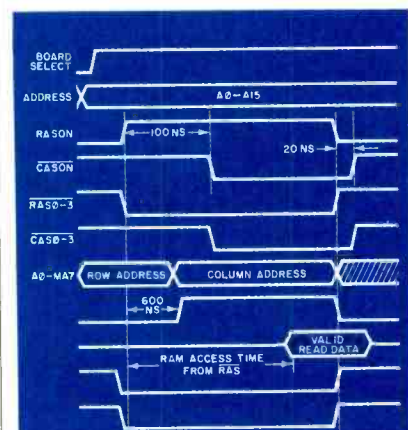 BOARD
SELECT
ADDRESS
A0-A15
RASON
100 NS
CASON
20 NS
RAS0-3
CAS0-3
A0-MA7
ROW ADDRESS
COLUMN ADDRESS
600
NS
VALID
READ DATA
RAM ACCESS TIME
FROM RAS